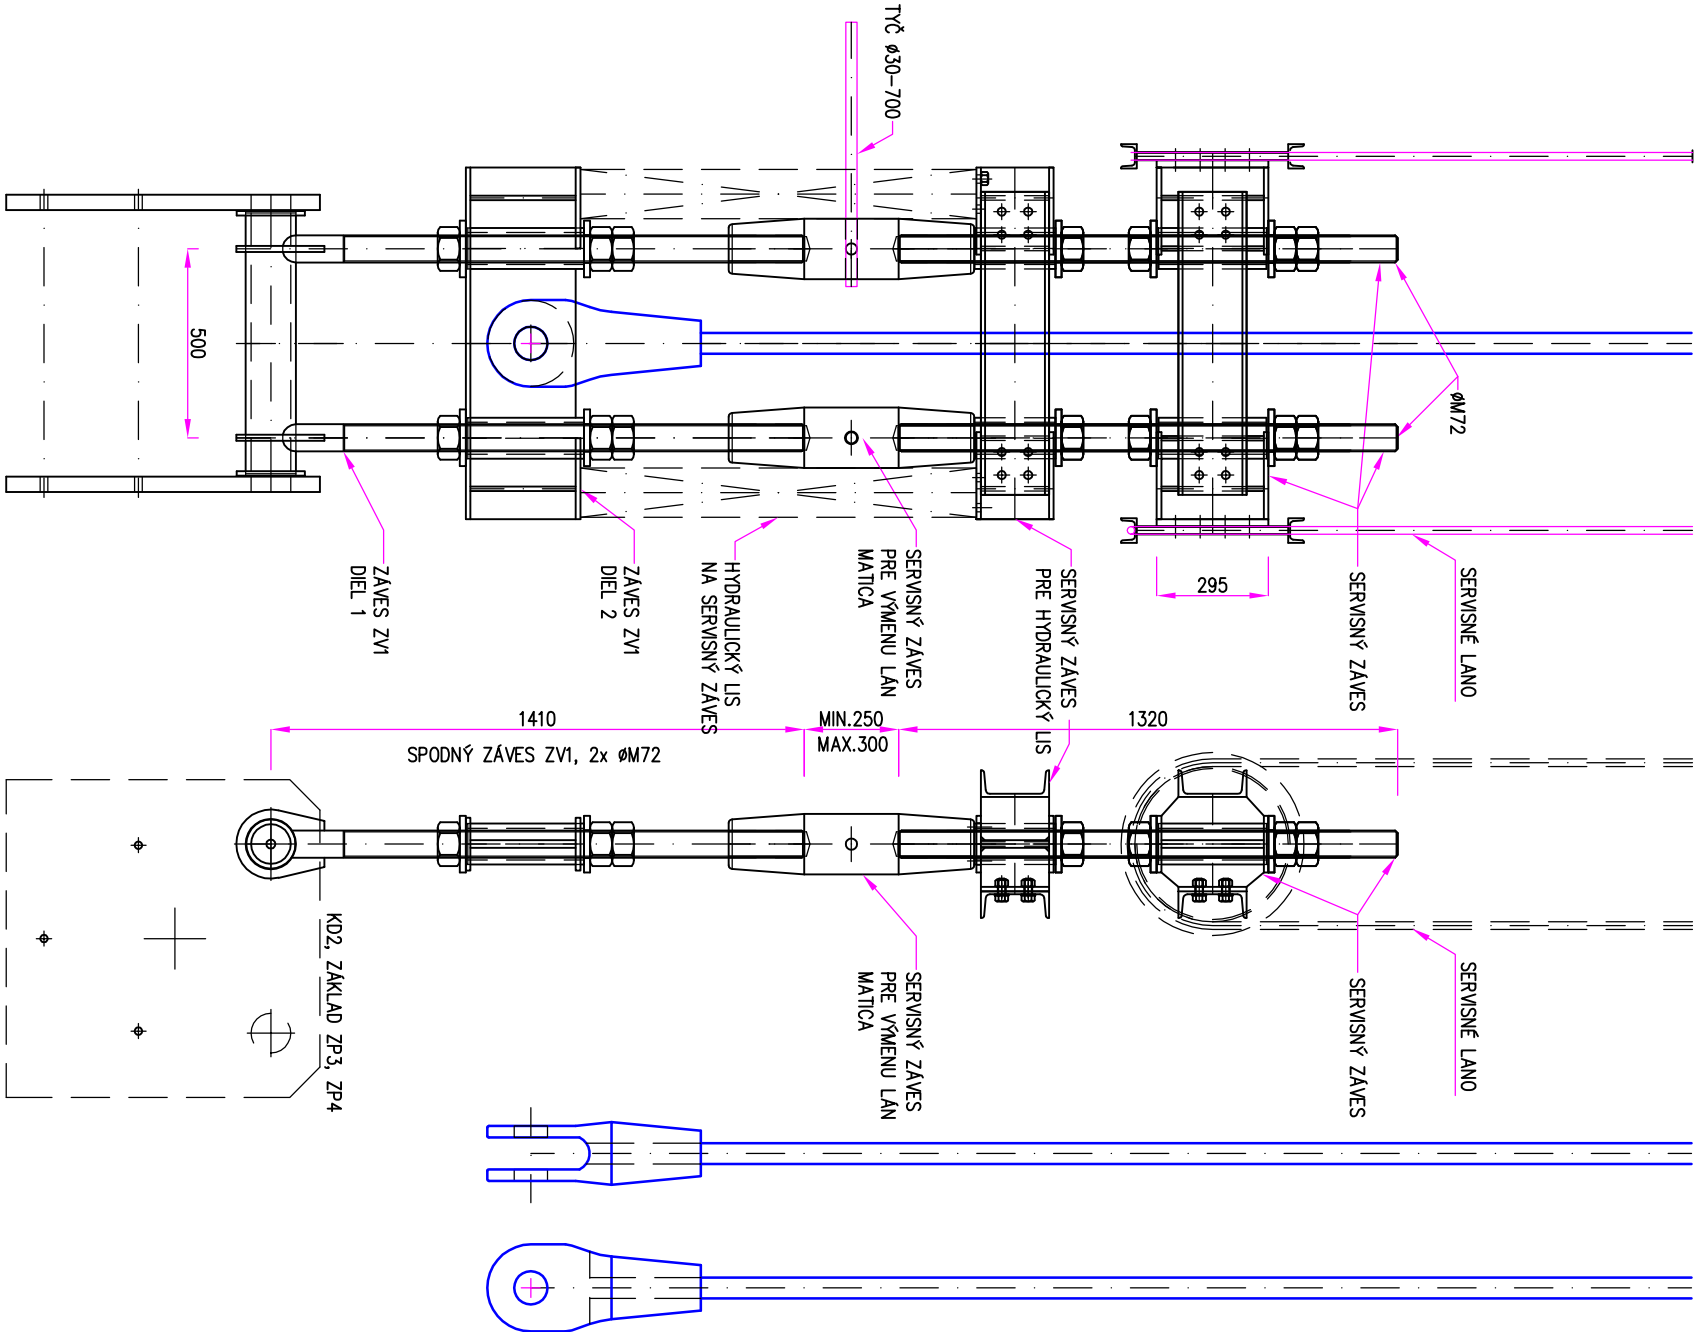 TYČ ø30-700
500
øM72
295
SERVISNÉ LANO
SERVISNÝ ZÁVES
SERVISNÝ ZÁVES
PRE HYDRAULICKÝ LIS
SERVISNÝ ZÁVES
PRE VÝMENU LÁN
MATICA
HYDRAULICKÝ LIS
NA SERVISNÝ ZÁVES
ZÁVES ZV1
DIEL 2
ZÁVES ZV1
DIEL 1
1410
MIN.250
MAX.300
1320
SPODNÝ ZÁVES ZV1, 2x øM72
SERVISNÉ LANO
SERVISNÝ ZÁVES
SERVISNÝ ZÁVES
PRE VÝMENU LÁN
MATICA
KD2, ZÁKLAD ZP3, ZP4